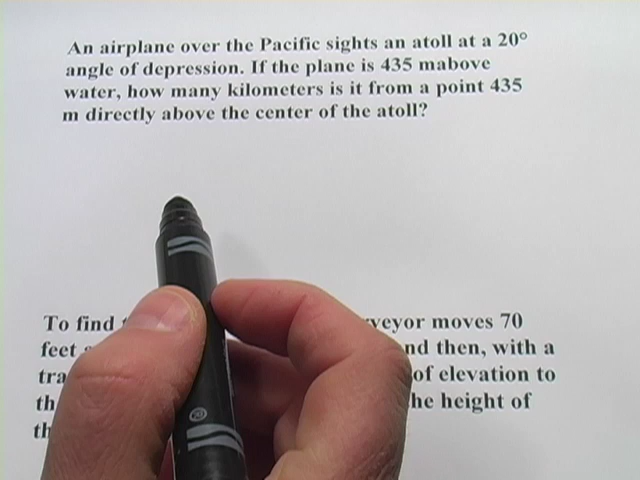 An airplane over the Pacific sights an atoll at a 20°
angle of depression. If the plane is 435 mabove
water, how many kilometers is it from a point 435
m directly above the center of the atoll?
To find veyor moves 70
feet nd then, with a
tra of elevation to
th he height of
th